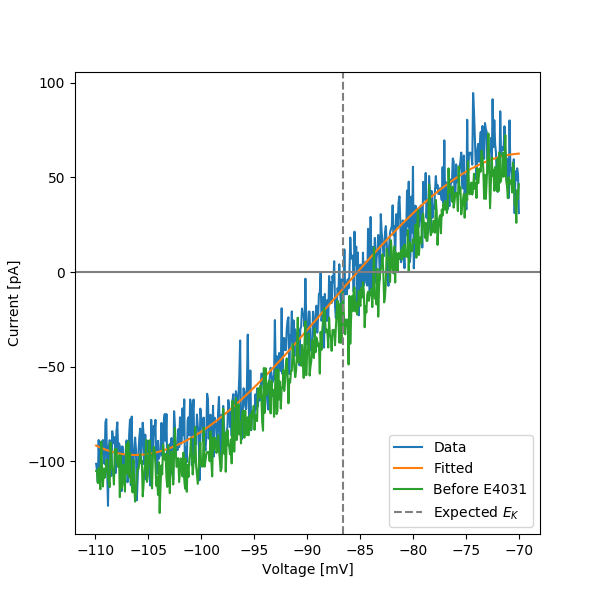 100
50
0
−50
−100
Current [pA]
Data
Fitted
Before E4031
Expected $E_K$
−110 −105 −100 −95 −90 −85 −80 −75 −70
Voltage [mV]